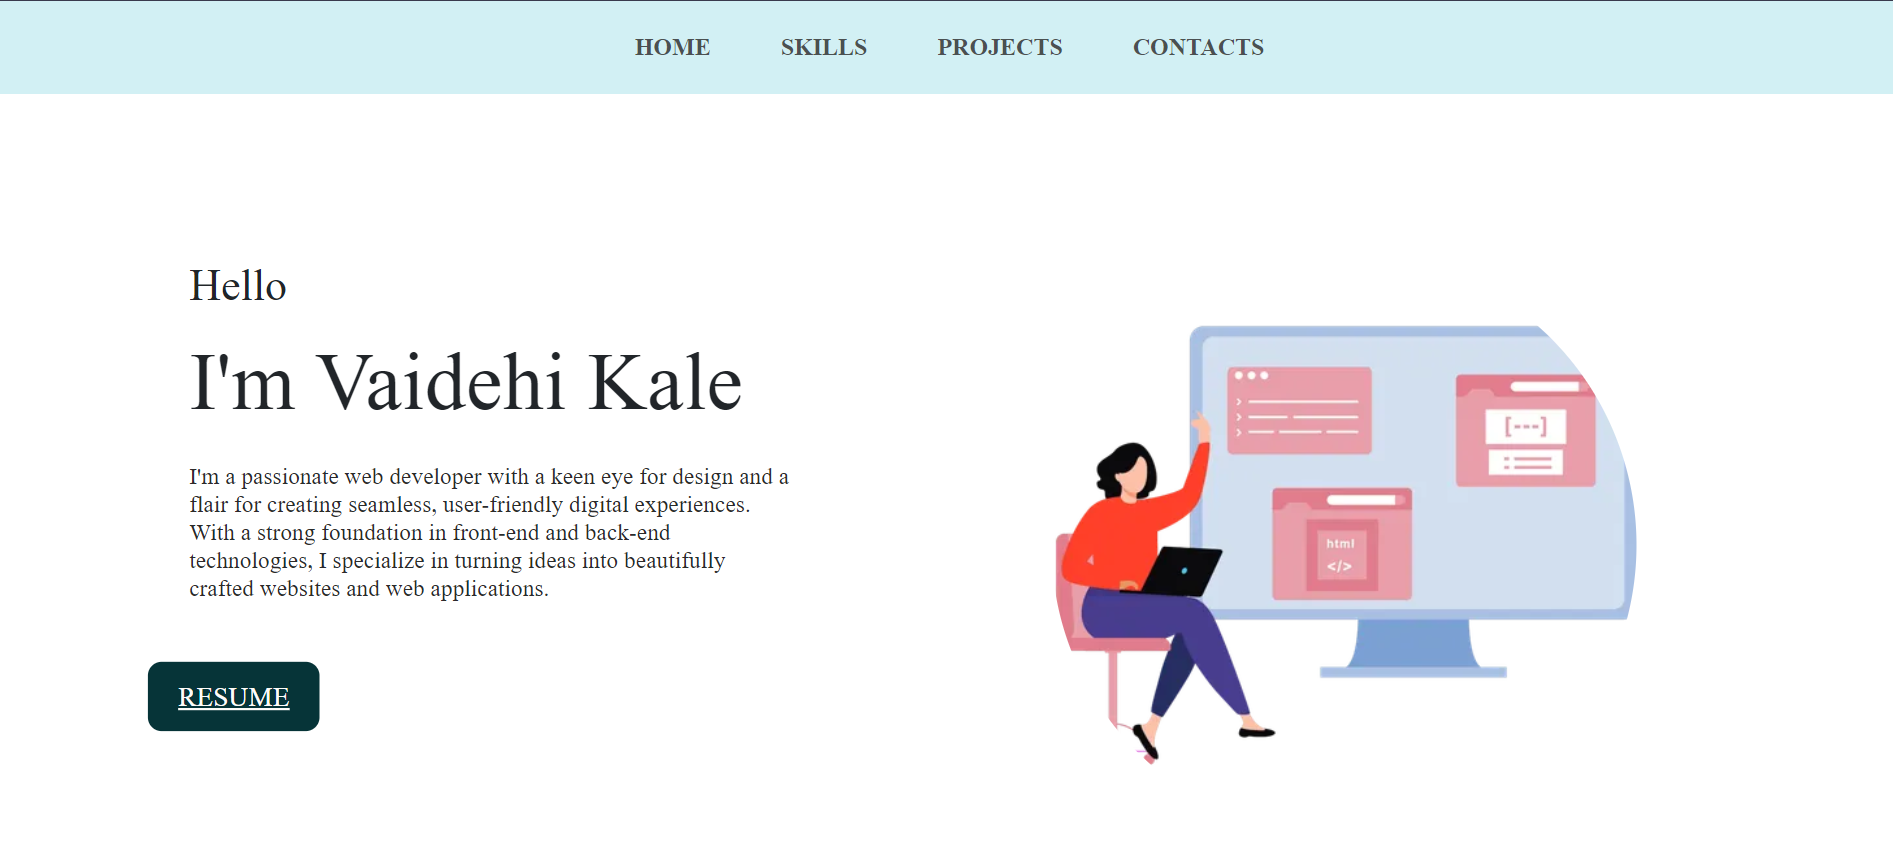 HOME SKILLS PROJECTS CONTACTS
Hello
I'm Vaidehi Kale
I'm a passionate web developer with a keen eye for design and a
flair for creating seamless, user-friendly digital experiences.
With a strong foundation in front-end and back-end
technologies, I specialize in turning ideas into beautifully
crafted websites and web applications.
RESUME
[---]
html
</>